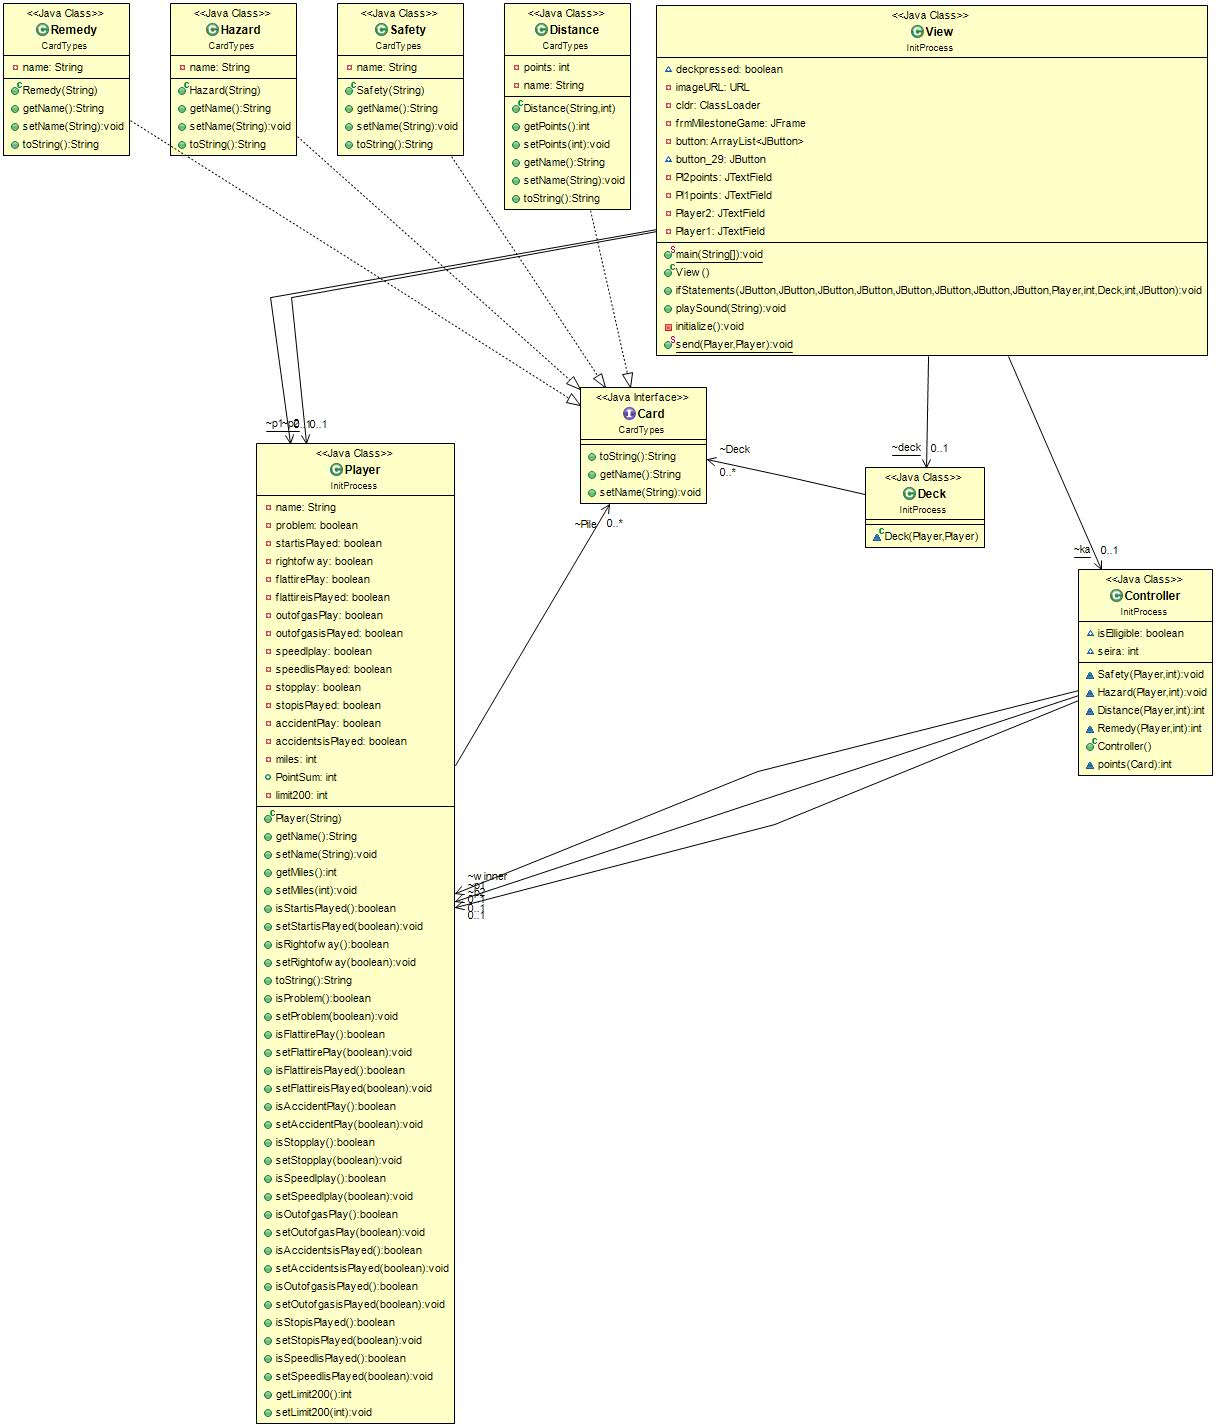 <<Java Class>>
Remedy
CardTypes
name: String
Remedy(String)
getName():String
setName(String):void
toString():String
<<Java Class>>
Hazard
CardTypes
name: String
Hazard(String)
getName():String
setName(String):void
toString():String
<<Java Class>>
Safety
CardTypes
name: String
Safety(String)
getName():String
setName(String):void
toString():String
<<Java Class>>
Distance
CardTypes
points: int
name: String
Distance(String,int)
getPoints():int
setPoints(int):void
getName():String
setName(String):void
toString():String
<<Java Class>>
View
InitProcess
deckpressed: boolean
imageURL: URL
cldr: ClassLoader
frmMilestoneGame: JFrame
button: ArrayList<JButton>
button_29: JButton
Pl2points: JTextField
Pl1points: JTextField
Player2: JTextField
Player1: JTextField
main(String[]):void
View()
ifStatements(JButton,JButton,JButton,JButton,JButton,JButton,JButton,JButton,Player,int,Deck,int,JButton):void
playSound(String):void
initialize():void
send(Player,Player):void
<<Java Interface>>
Card
CardTypes
toString():String
getName():String
setName(String):void
~Deck
0..*
~deck 0..1
<<Java Class>>
Deck
InitProcess
Deck(Player,Player)
~Pile 0..*
~ka 0..1
<<Java Class>>
Controller
InitProcess
isElligible: boolean
seira: int
Safety(Player,int):void
Hazard(Player,int):void
Distance(Player,int):int
Remedy(Player,int):int
Controller()
points(Card):int
~p1 ~p2 0..1 0..1
<<Java Class>>
Player
InitProcess
name: String
problem: boolean
startisPlayed: boolean
rightofway: boolean
flattirePlay: boolean
flattireisPlayed: boolean
outofgasPlay: boolean
outofgasisPlayed: boolean
speedlplay: boolean
speedlisPlayed: boolean
stopplay: boolean
stopisPlayed: boolean
accidentPlay: boolean
accidentsisPlayed: boolean
miles: int
PointSum: int
limit200: int
Player(String)
getName():String
setName(String):void
getMiles():int
setMiles(int):void
isStartisPlayed():boolean
setStartisPlayed(boolean):void
isRightofway():boolean
setRightofway(boolean):void
toString():String
isProblem():boolean
setProblem(boolean):void
isFlattirePlay():boolean
setFlattirePlay(boolean):void
isFlattireisPlayed():boolean
setFlattireisPlayed(boolean):void
isAccidentPlay():boolean
setAccidentPlay(boolean):void
isStopplay():boolean
setStopplay(boolean):void
isSpeedlplay():boolean
setSpeedlplay(boolean):void
isOutofgasPlay():boolean
setOutofgasPlay(boolean):void
isAccidentsisPlayed():boolean
setAccidentsisPlayed(boolean):void
isOutofgasisPlayed():boolean
setOutofgasisPlayed(boolean):void
isStopisPlayed():boolean
setStopisPlayed(boolean):void
isSpeedlisPlayed():boolean
setSpeedlisPlayed(boolean):void
getLimit200():int
setLimit200(int):void
~winner
~p1
~p2
0..1
0..1
0..1